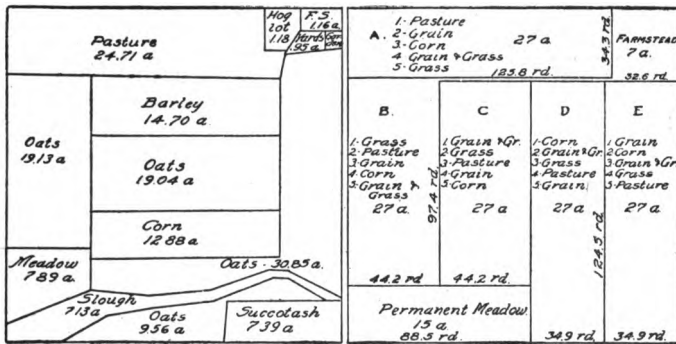 Pasture
24.71 a
Hog
lot
1.18
F.S.
1.16a
Yards
.95a
Barley
14.70 a.
Oats
19.13 a
Oats
19.04 a
Corn
12.88 a
Meadow
7.89 a
Oats - 30.85 a.
Slough
7.13 a
Oats
9.56 a
Succotash
7.39 a
A.
1- Pasture
2- Grain
3- Corn
4 Grain & Grass
5- Grass
27 a
125.8 rd.
34.3 rd
FARMSTEAD
7 a.
32.6 rd
B.
1- Grass
2- Pasture
3- Grain
4- Corn
5- Grain &
Grass
27 a
97.4 rd
44.2 rd
C
1 Grain & Gr.
2 Grass
3- Pasture
4- Grain
5- Corn
27 a
44.2 rd.
D
1- Corn
2 Grain & Gr.
3- Grass
4- Pasture
5- Grain
27 a
124.5 rd.
34.9 rd
E
1 Grain
2 Corn
3- Grain & Gr
4 Grass
5- Pasture
27 a.
34.9 rd.
Permanent Meadow
15 a
88.5 rd.